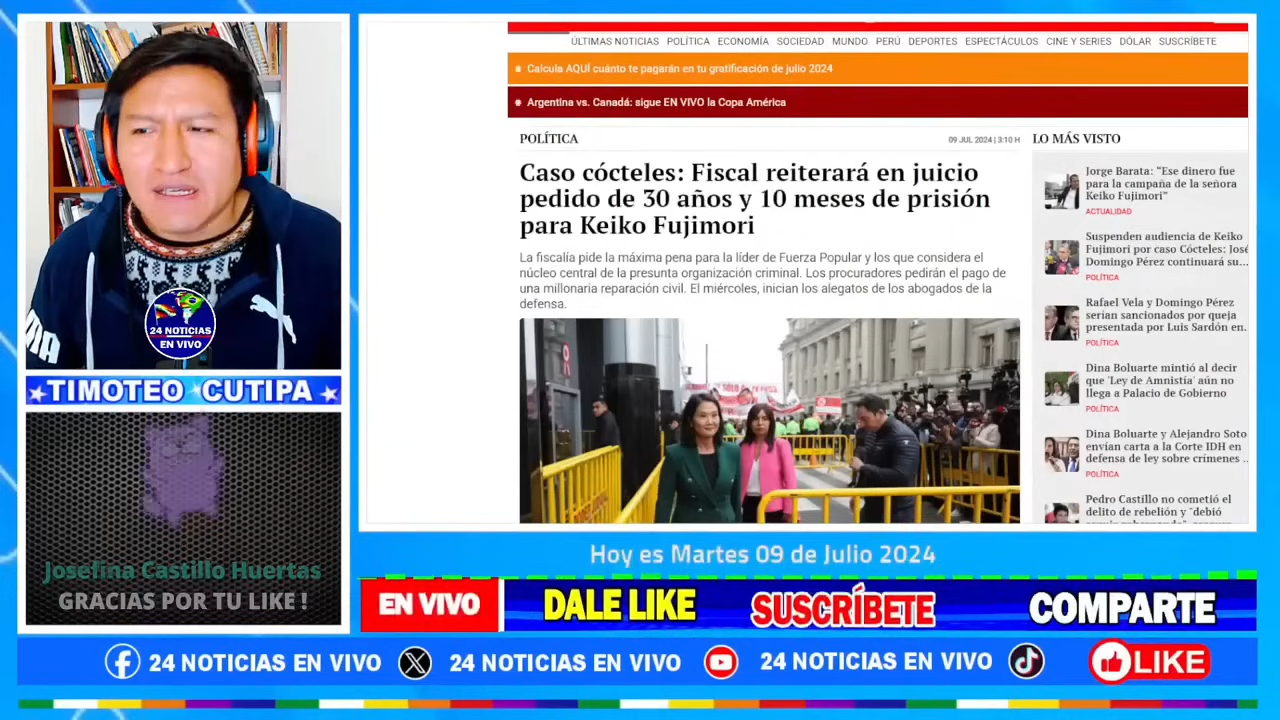 24 NOTICIAS
EN VIVO
TIMOTEO CUTIPA
Josefina Castillo Huertas
GRACIAS POR TU LIKE !
ÚLTIMAS NOTICIAS POLÍTICA ECONOMÍA SOCIEDAD MUNDO PERÚ DEPORTES ESPECTÁCULOS CINE Y SERIES DÓLAR SUSCRÍBETE
Calcula AQUÍ cuánto te pagarán en tu gratificación de julio 2024
Argentina vs. Canadá: sigue EN VIVO la Copa América
POLÍTICA
09 JUL 2024 | 3:10 H
Caso cócteles: Fiscal reiterará en juicio
pedido de 30 años y 10 meses de prisión
para Keiko Fujimori
La fiscalía pide la máxima pena para la líder de Fuerza Popular y los que considera el
núcleo central de la presunta organización criminal. Los procuradores pedirán el pago de
una millonaria reparación civil. El miércoles, inician los alegatos de los abogados de la
defensa.
LO MÁS VISTO
Jorge Barata: “Ese dinero fue
para la campaña de la señora
Keiko Fujimori”
ACTUALIDAD
Suspenden audiencia de Keiko
Fujimori por caso Cócteles: José
Domingo Pérez continuará su...
POLÍTICA
Rafael Vela y Domingo Pérez
serían sancionados por queja
presentada por Luis Sardón en.
POLÍTICA
Dina Boluarte mintió al decir
que 'Ley de Amnistía' aún no
llega a Palacio de Gobierno
POLÍTICA
Dina Boluarte y Alejandro Soto
envían carta a la Corte IDH en
defensa de ley sobre crímenes ..
POLÍTICA
Pedro Castillo no cometió el
delito de rebelión y "debió
Hoy es Martes 09 de Julio 2024
EN VIVO
DALE LIKE
SUSCRÍBETE
COMPARTE
24 NOTICIAS EN VIVO
24 NOTICIAS EN VIVO
24 NOTICIAS EN VIVO
LIKE